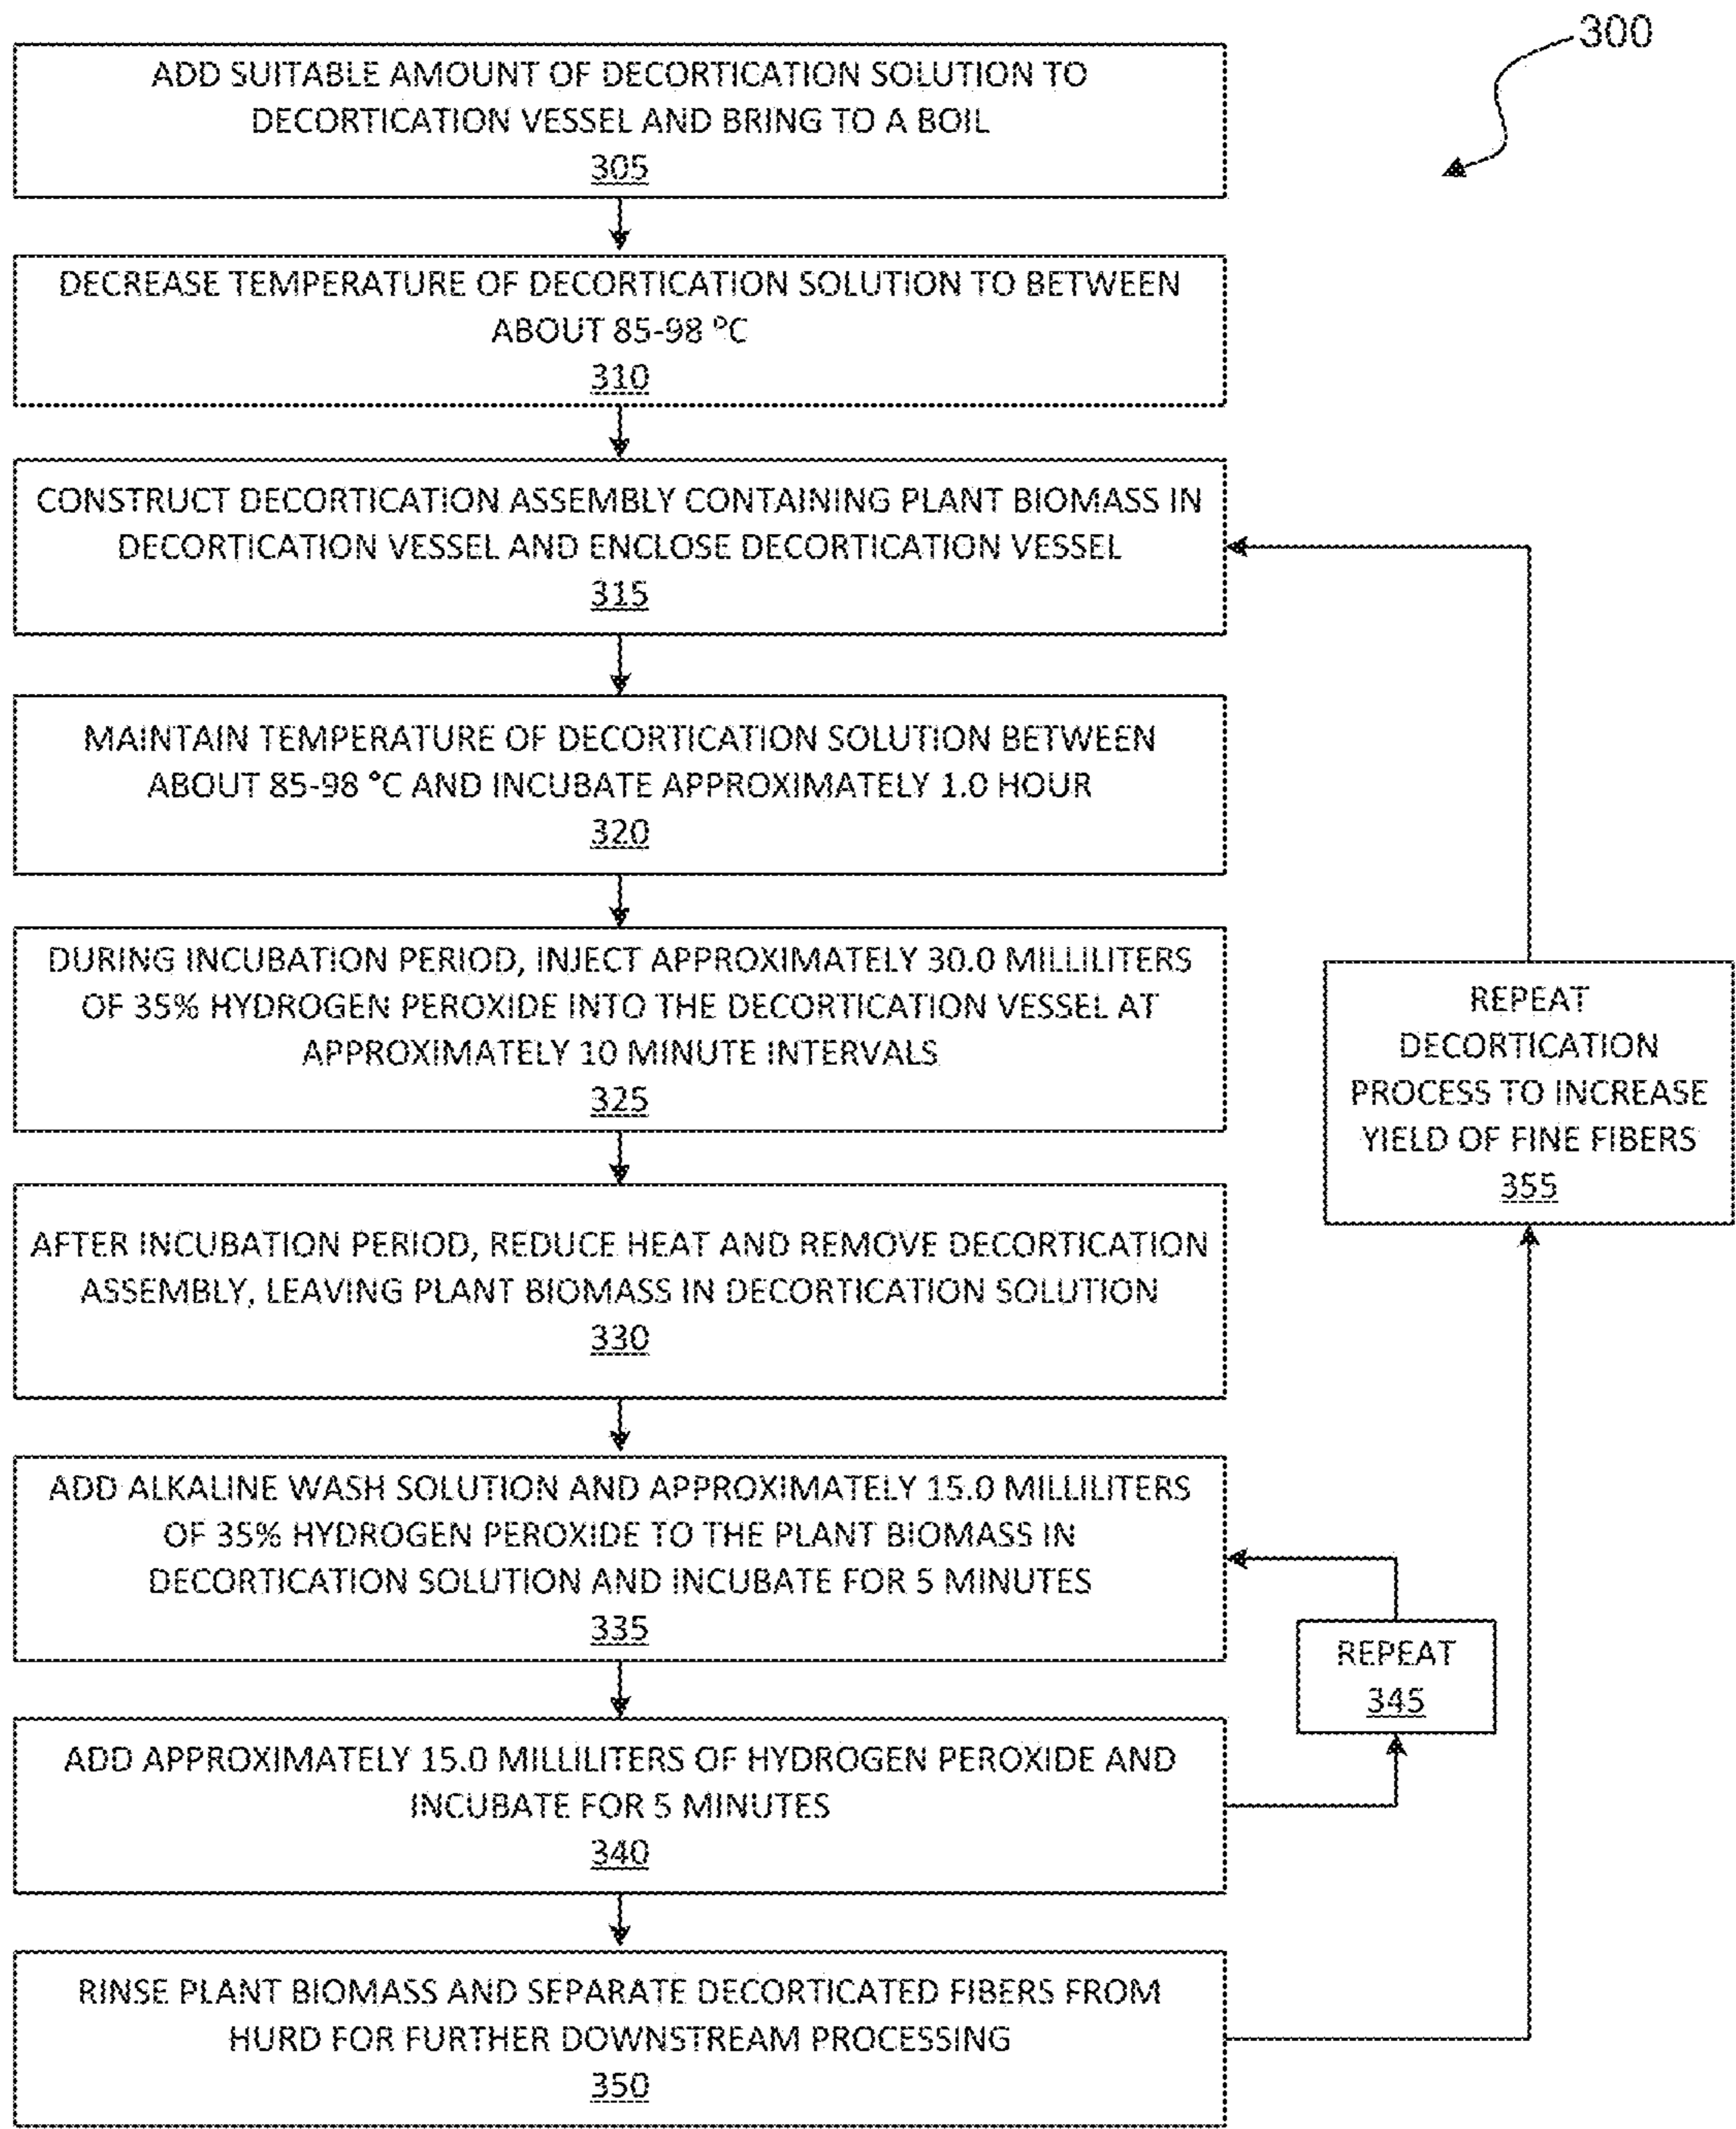 300
ADD SUITABLE AMOUNT OF DECORTICATION SOLUTION TO
DECORTICATION VESSEL AND BRING TO A BOIL
305
DECREASE TEMPERATURE OF DECORTICATION SOLUTION TO BETWEEN
ABOUT 85-98 °C
310
CONSTRUCT DECORTICATION ASSEMBLY CONTAINING PLANT BIOMASS IN
DECORTICATION VESSEL AND ENCLOSE DECORTICATION VESSEL
315
MAINTAIN TEMPERATURE OF DECORTICATION SOLUTION BETWEEN
ABOUT 85-98 °C AND INCUBATE APPROXIMATELY 1.0 HOUR
320
DURING INCUBATION PERIOD, INJECT APPROXIMATELY 30.0 MILLILITERS
OF 35% HYDROGEN PEROXIDE INTO THE DECORTICATION VESSEL AT
APPROXIMATELY 10 MINUTE INTERVALS
325
REPEAT
DECORTICATION
PROCESS TO INCREASE
YIELD OF FINE FIBERS
355
AFTER INCUBATION PERIOD, REDUCE HEAT AND REMOVE DECORTICATION
ASSEMBLY, LEAVING PLANT BIOMASS IN DECORTICATION SOLUTION
330
ADD ALKALINE WASH SOLUTION AND APPROXIMATELY 15.0 MILLILITERS
OF 35% HYDROGEN PEROXIDE TO THE PLANT BIOMASS IN
DECORTICATION SOLUTION AND INCUBATE FOR 5 MINUTES
335
REPEAT
345
ADD APPROXIMATELY 15.0 MILLILITERS OF HYDROGEN PEROXIDE AND
INCUBATE FOR 5 MINUTES
340
RINSE PLANT BIOMASS AND SEPARATE DECORTICATED FIBERS FROM
HURD FOR FURTHER DOWNSTREAM PROCESSING
350